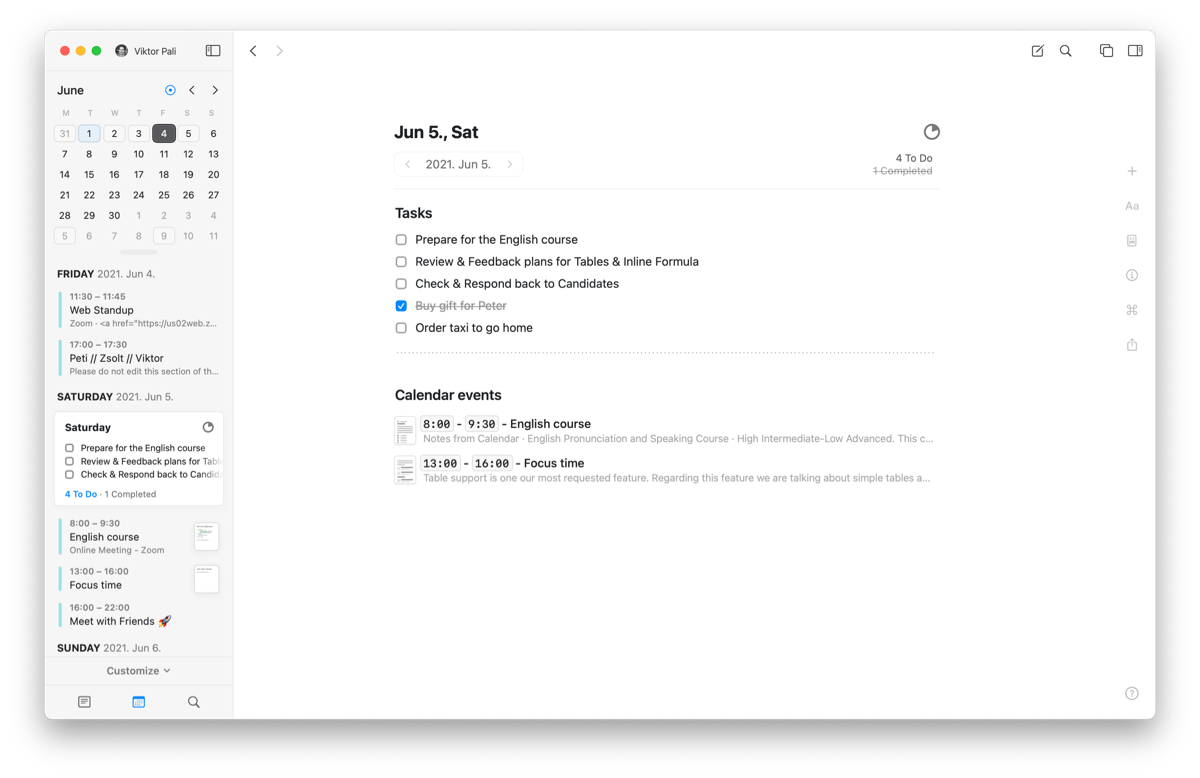 Viktor Pali
June
M T W T F S S
31 1 2 3 4 5 6
7 8 9 10 11 12 13
14 15 16 17 18 19 20
21 22 23 24 25 26 27
28 29 30 1 2 3 4
5 6 7 8 9 10 11
FRIDAY 2021. Jun 4.
11:30 – 11:45
Web Standup
Zoom · <a href="https://us02web.z...
17:00 – 17:30
Peti // Zsolt // Viktor
Please do not edit this section of th...
SATURDAY 2021. Jun 5.
Saturday
Prepare for the English course
Review & Feedback plans for Tabl
Check & Respond back to Candid
4 To Do · 1 Completed
8:00 – 9:30
English course
Online Meeting - Zoom
13:00 – 16:00
Focus time
16:00 – 22:00
Meet with Friends 🚀
SUNDAY 2021. Jun 6.
Customize
Jun 5., Sat
2021. Jun 5.
4 To Do
1 Completed
Tasks
Prepare for the English course
Review & Feedback plans for Tables & Inline Formula
Check & Respond back to Candidates
Buy gift for Peter
Order taxi to go home
Calendar events
8:00 - 9:30 - English course
Notes from Calendar · English Pronunciation and Speaking Course · High Intermediate-Low Advanced. This c...
13:00 - 16:00 - Focus time
Table support is one our most requested feature. Regarding this feature we are talking about simple tables a...
+
Aa
?